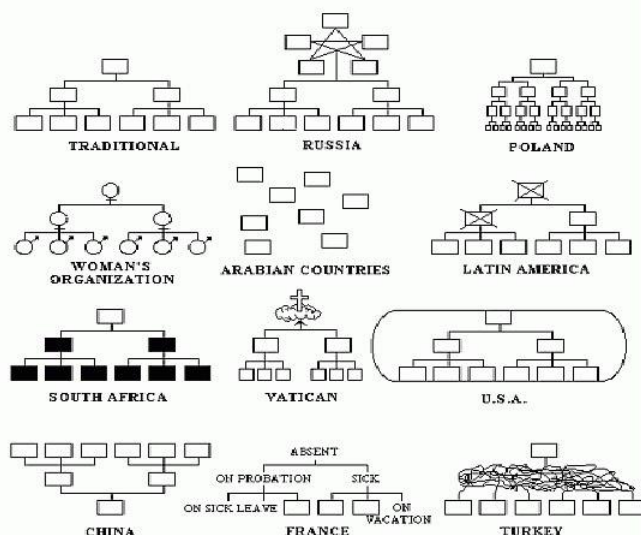 TRADITIONAL
RUSSIA
POLAND
WOMAN'S
ORGANIZATION
ARABIAN COUNTRIES
LATIN AMERICA
SOUTH AFRICA
VATICAN
U.S.A.
CHINA
ABSENT
ON PROBATION
SICK
ON SICK LEAVE
ON
VACATION
FRANCE
TURKEY